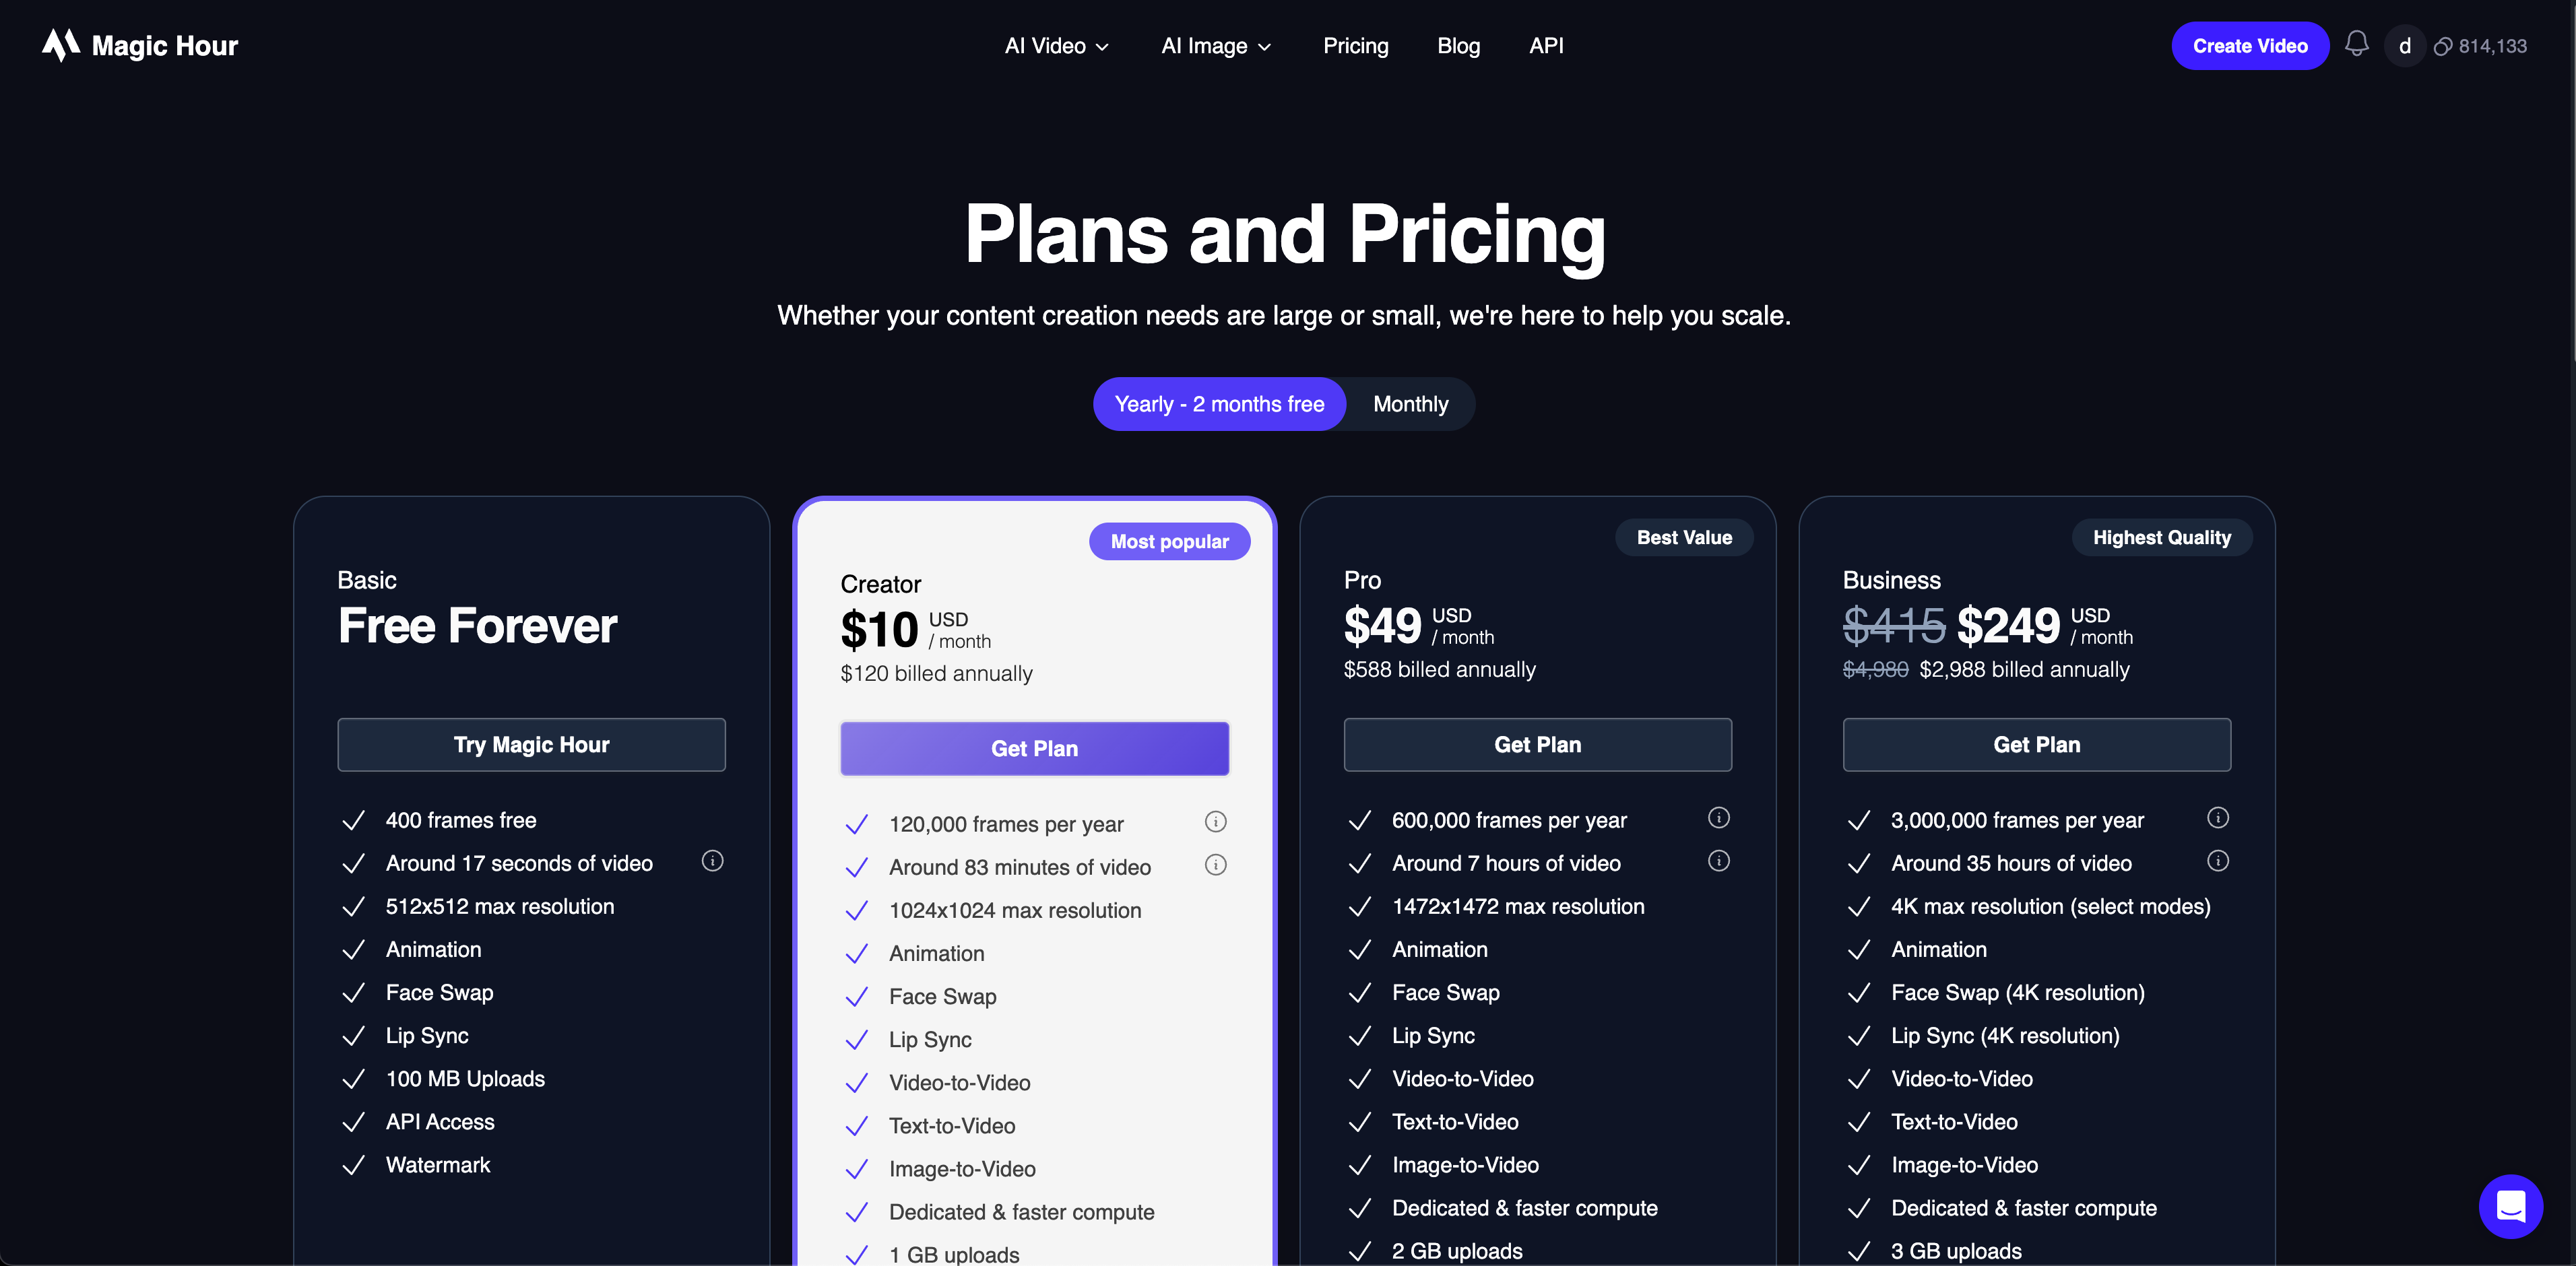 Magic Hour
AI Video
AI Image
Pricing
Blog
API
Create Video
d
814,133
Plans and Pricing
Whether your content creation needs are large or small, we're here to help you scale.
Yearly - 2 months free
Monthly
Basic
Free Forever
Try Magic Hour
400 frames free
Around 17 seconds of video
512x512 max resolution
Animation
Face Swap
Lip Sync
100 MB Uploads
API Access
Watermark
Most popular
Creator
$10 USD / month
$120 billed annually
Get Plan
120,000 frames per year
Around 83 minutes of video
1024x1024 max resolution
Animation
Face Swap
Lip Sync
Video-to-Video
Text-to-Video
Image-to-Video
Dedicated & faster compute
1 GB uploads
Best Value
Pro
$49 USD / month
$588 billed annually
Get Plan
600,000 frames per year
Around 7 hours of video
1472x1472 max resolution
Animation
Face Swap
Lip Sync
Video-to-Video
Text-to-Video
Image-to-Video
Dedicated & faster compute
2 GB uploads
Highest Quality
Business
$415 $249 USD / month
$4,980 $2,988 billed annually
Get Plan
3,000,000 frames per year
Around 35 hours of video
4K max resolution (select modes)
Animation
Face Swap (4K resolution)
Lip Sync (4K resolution)
Video-to-Video
Text-to-Video
Image-to-Video
Dedicated & faster compute
3 GB uploads